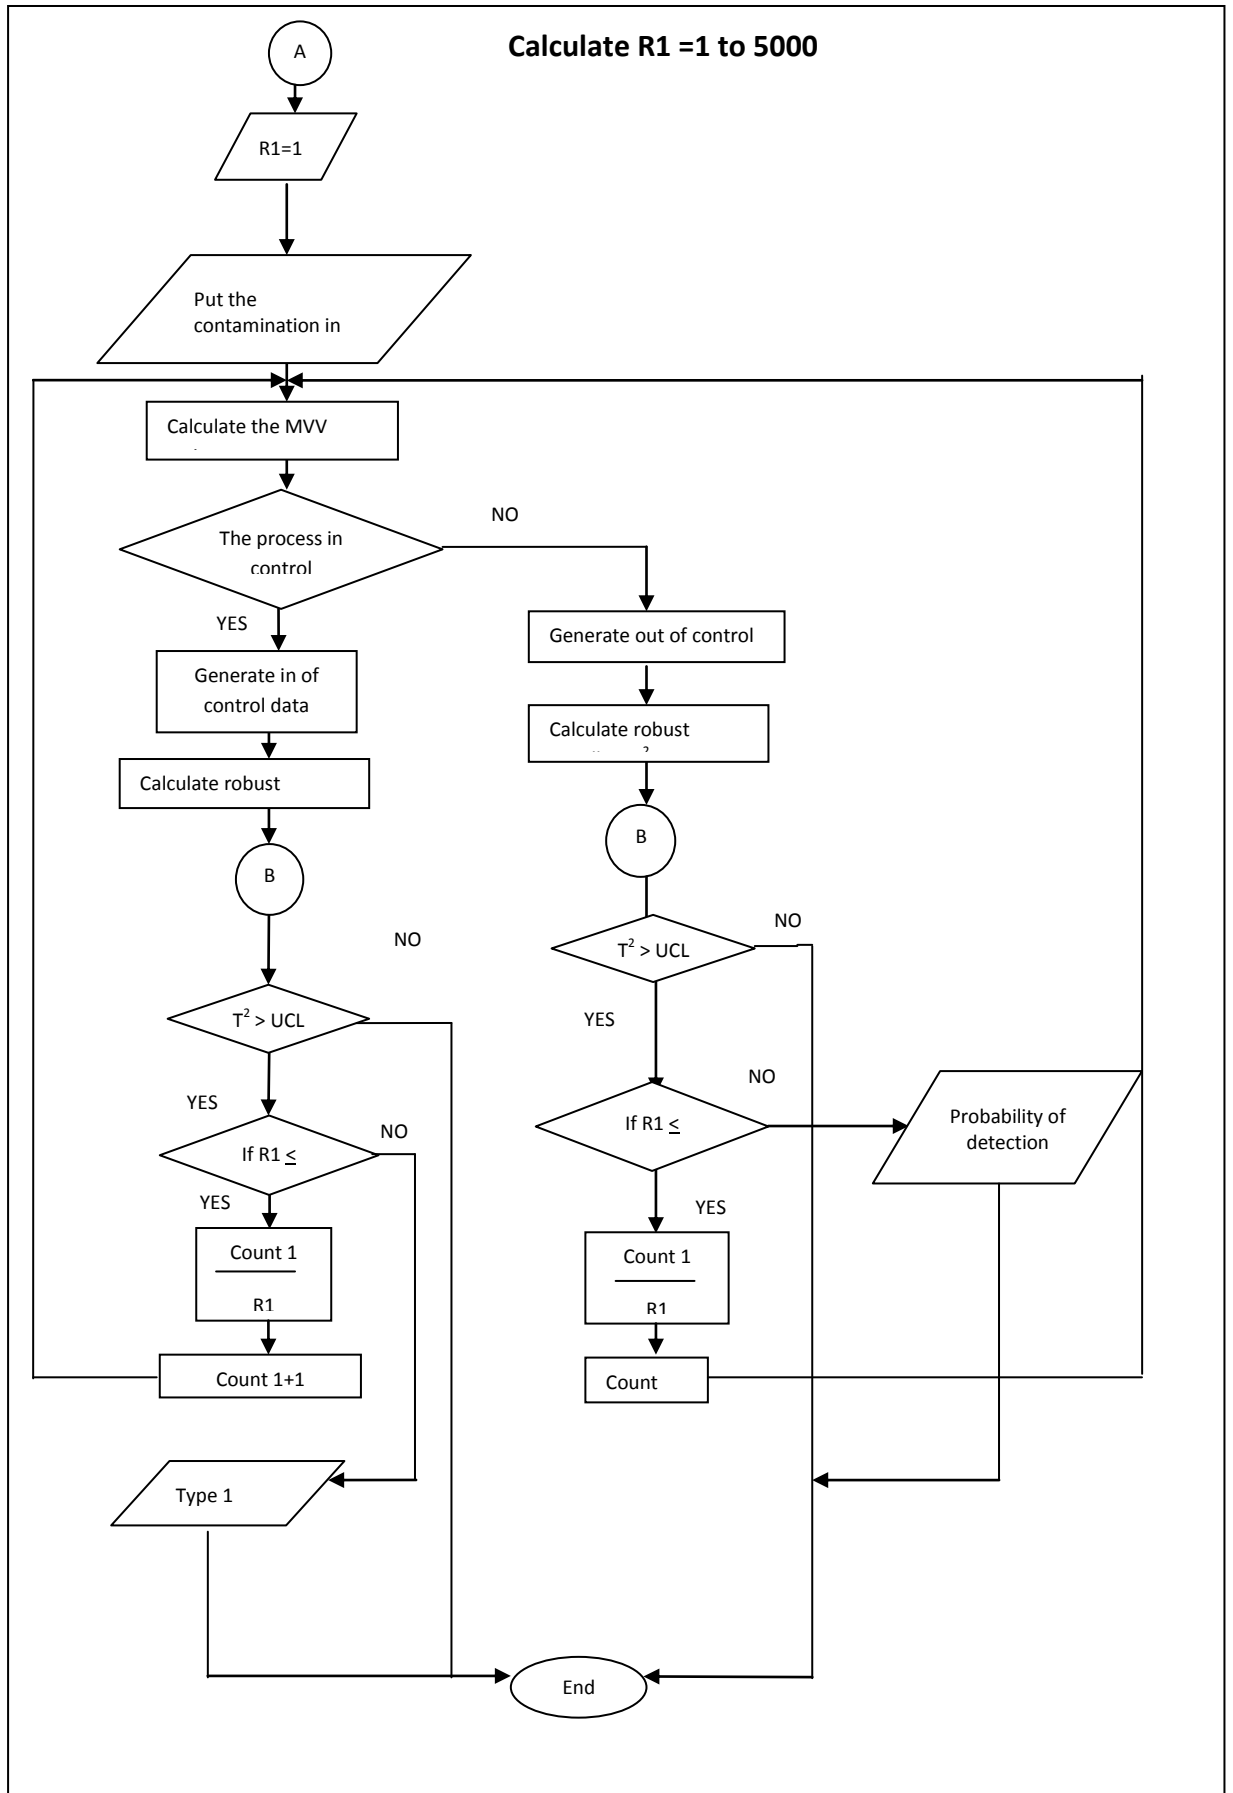 Calculate R1 =1 to 5000
A
R1=1
Put the
contamination in
Calculate the MVV
The process in
control
NO
YES
Generate in of
control data
Calculate robust
B
NO
T² > UCL
YES
If R1 ≤
NO
YES
Count 1
R1
Count 1+1
Type 1
Generate out of control
Calculate robust
2
B
NO
T² > UCL
YES
NO
If R1 ≤
Probability of
detection
YES
Count 1
R1
Count
End